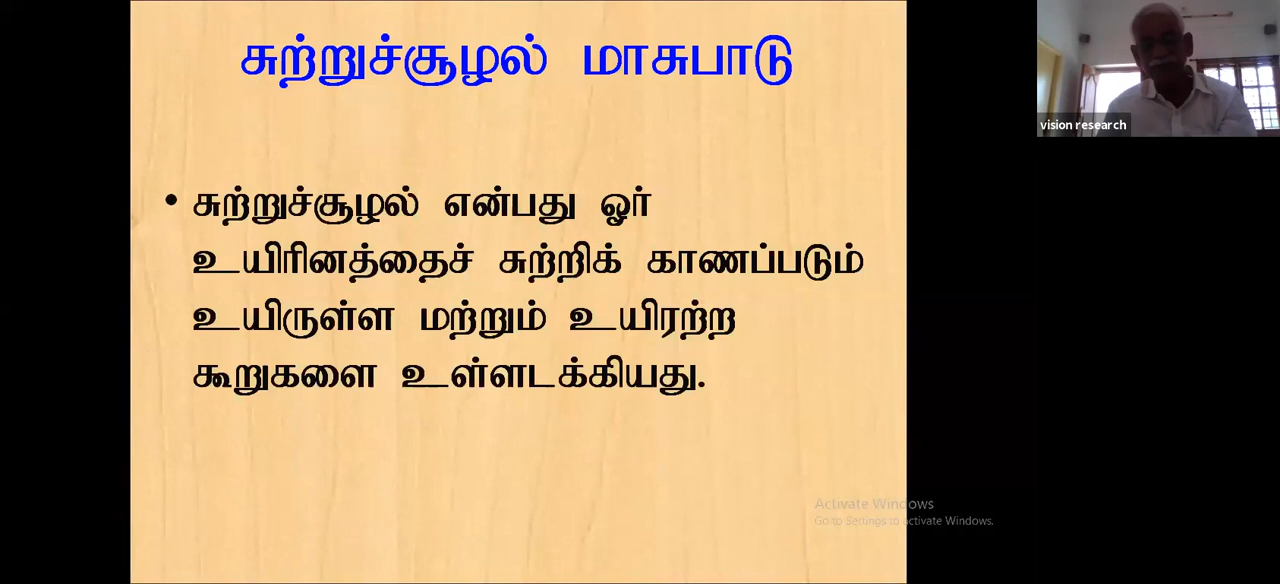 சுற்றுச்சூழல் மாசுபாடு
• சுற்றுச்சூழல் என்பது ஓர்
உயிரினத்தைச் சுற்றிக் காணப்படும்
உயிருள்ள மற்றும் உயிரற்ற
கூறுகளை உள்ளடக்கியது.
vision research
Activate Windows
Go to Settings to activate Windows.